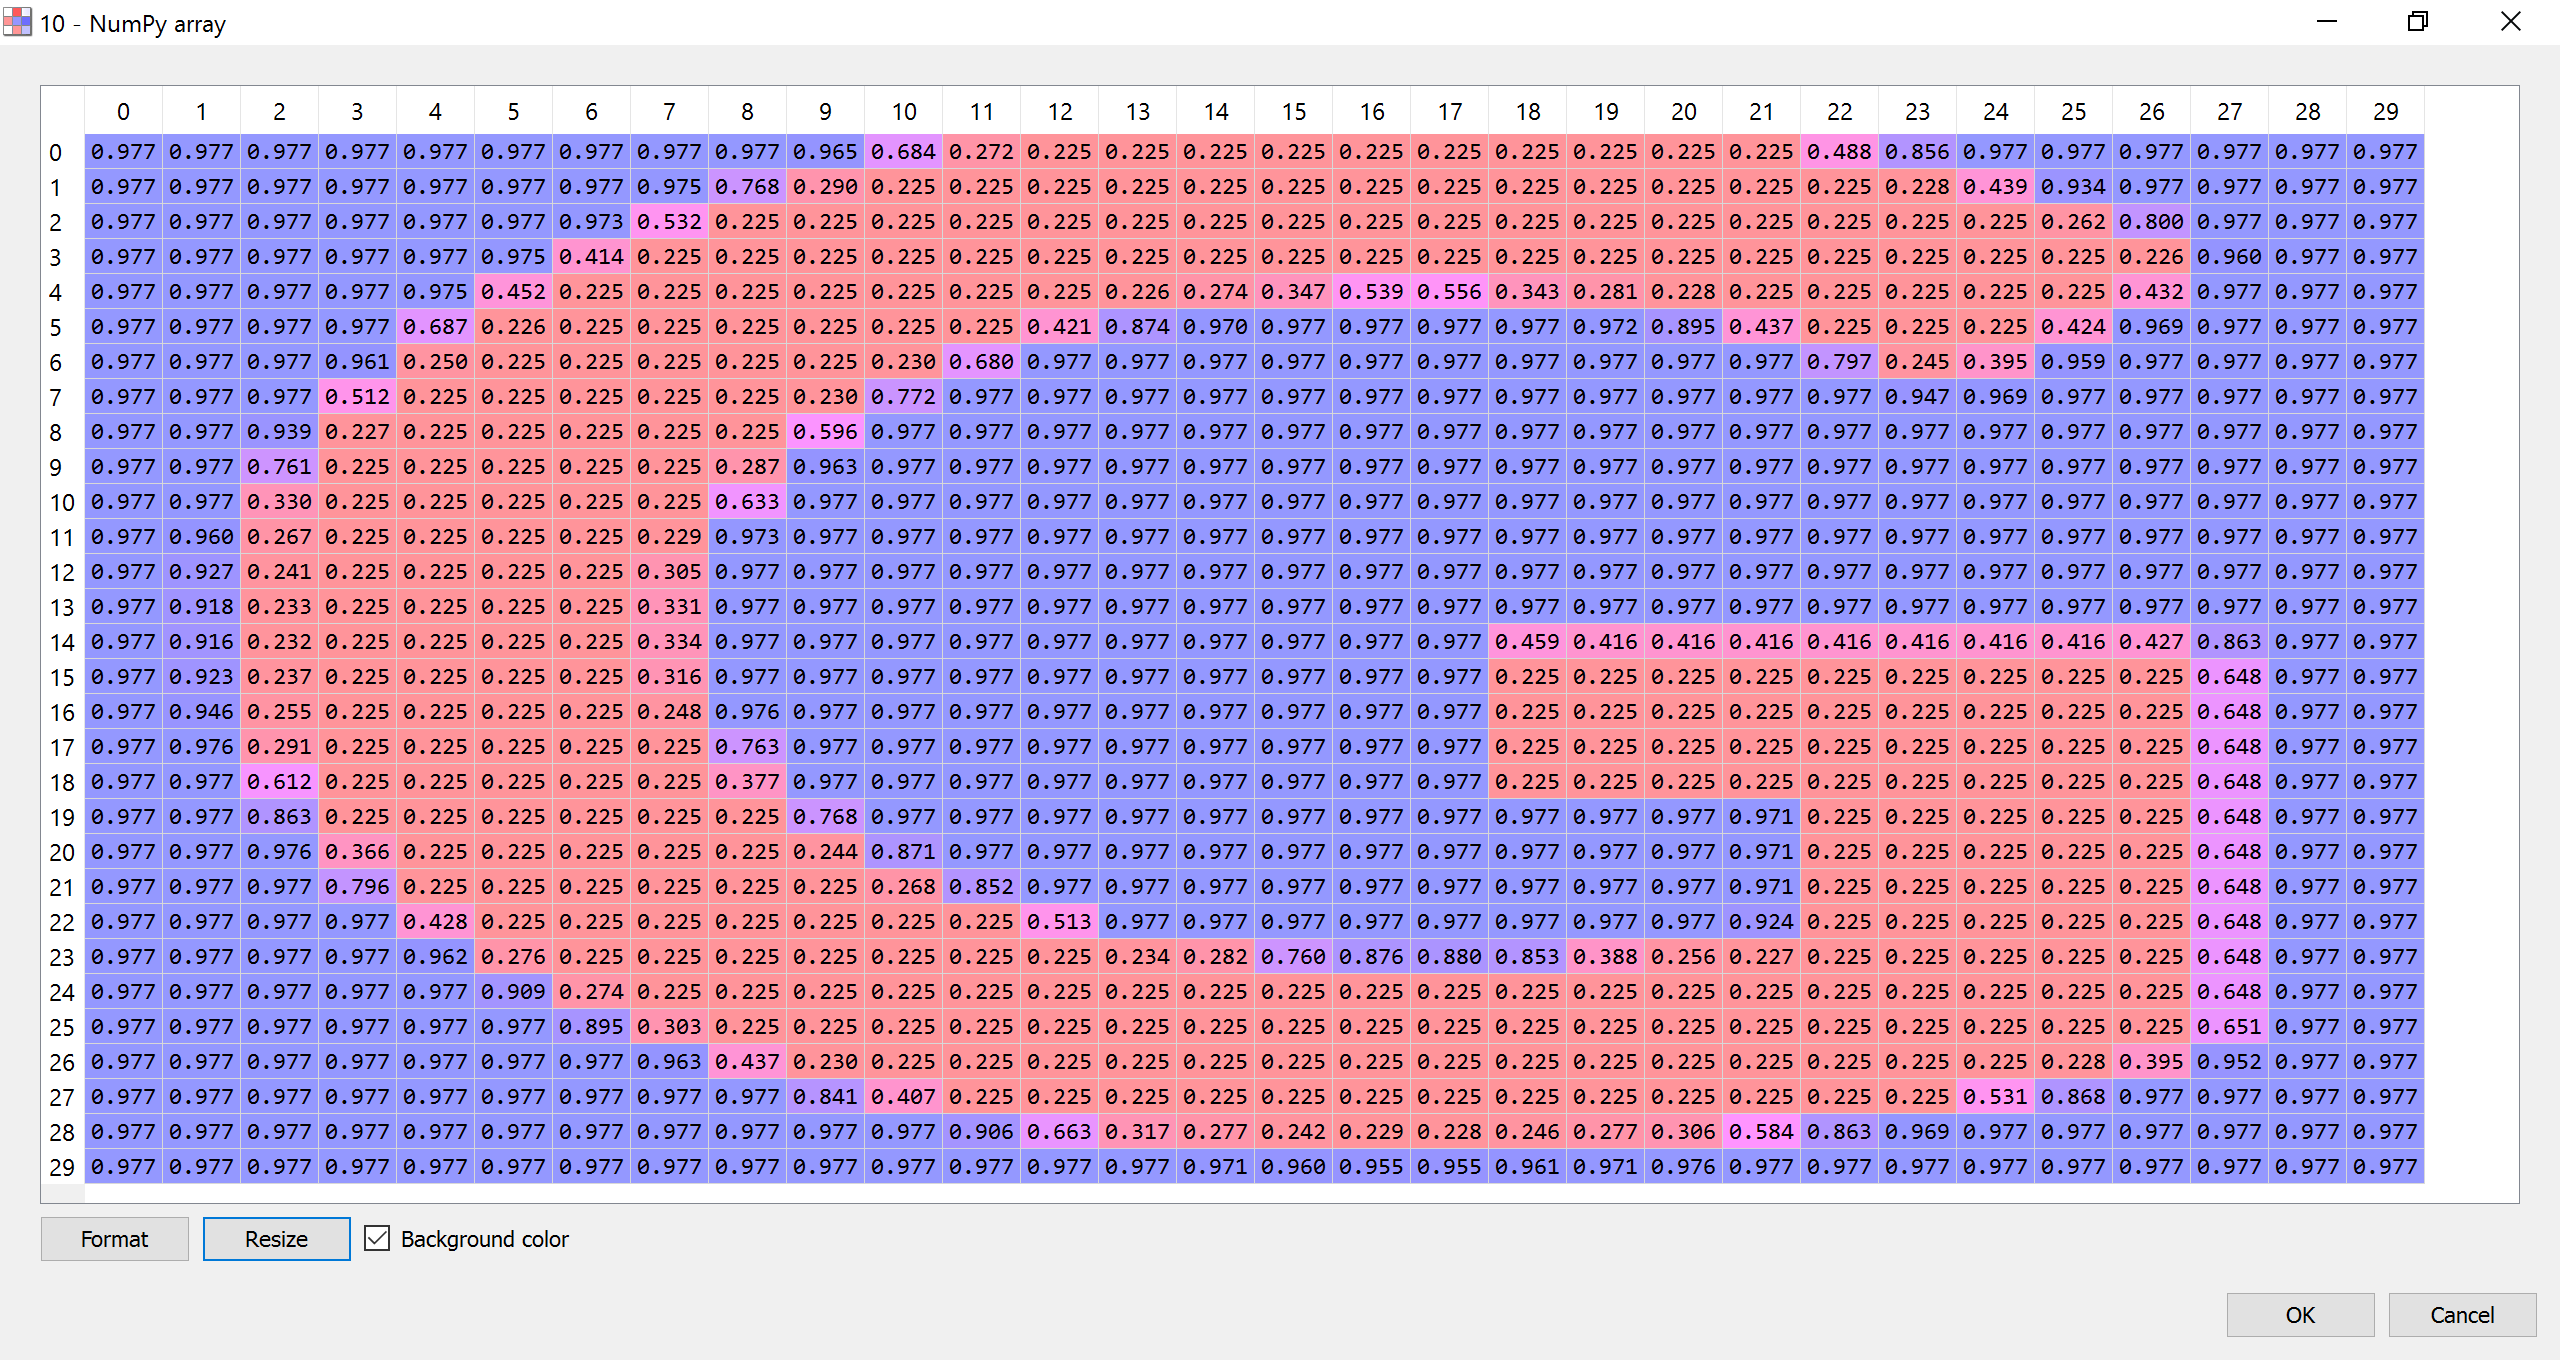 10 - NumPy array
0 1 2 3 4 5 6 7 8 9 10 11 12 13 14 15 16 17 18 19 20 21 22 23 24 25 26 27 28 29
0 0.977 0.977 0.977 0.977 0.977 0.977 0.977 0.977 0.977 0.965 0.684 0.272 0.225 0.225 0.225 0.225 0.225 0.225 0.225 0.225 0.225 0.225 0.488 0.856 0.977 0.977 0.977 0.977 0.977 0.977
1 0.977 0.977 0.977 0.977 0.977 0.977 0.977 0.975 0.768 0.290 0.225 0.225 0.225 0.225 0.225 0.225 0.225 0.225 0.225 0.225 0.225 0.225 0.225 0.228 0.439 0.934 0.977 0.977 0.977 0.977
2 0.977 0.977 0.977 0.977 0.977 0.977 0.973 0.532 0.225 0.225 0.225 0.225 0.225 0.225 0.225 0.225 0.225 0.225 0.225 0.225 0.225 0.225 0.225 0.225 0.225 0.262 0.800 0.977 0.977 0.977
3 0.977 0.977 0.977 0.977 0.977 0.975 0.414 0.225 0.225 0.225 0.225 0.225 0.225 0.225 0.225 0.225 0.225 0.225 0.225 0.225 0.225 0.225 0.225 0.225 0.225 0.225 0.226 0.960 0.977 0.977
4 0.977 0.977 0.977 0.977 0.975 0.452 0.225 0.225 0.225 0.225 0.225 0.225 0.225 0.226 0.274 0.347 0.539 0.556 0.343 0.281 0.228 0.225 0.225 0.225 0.225 0.225 0.432 0.977 0.977 0.977
5 0.977 0.977 0.977 0.977 0.687 0.226 0.225 0.225 0.225 0.225 0.225 0.225 0.421 0.874 0.970 0.977 0.977 0.977 0.977 0.972 0.895 0.437 0.225 0.225 0.225 0.424 0.969 0.977 0.977 0.977
6 0.977 0.977 0.977 0.961 0.250 0.225 0.225 0.225 0.225 0.225 0.230 0.680 0.977 0.977 0.977 0.977 0.977 0.977 0.977 0.977 0.977 0.977 0.797 0.245 0.395 0.959 0.977 0.977 0.977 0.977
7 0.977 0.977 0.977 0.512 0.225 0.225 0.225 0.225 0.225 0.230 0.772 0.977 0.977 0.977 0.977 0.977 0.977 0.977 0.977 0.977 0.977 0.977 0.977 0.947 0.969 0.977 0.977 0.977 0.977 0.977
8 0.977 0.977 0.939 0.227 0.225 0.225 0.225 0.225 0.225 0.596 0.977 0.977 0.977 0.977 0.977 0.977 0.977 0.977 0.977 0.977 0.977 0.977 0.977 0.977 0.977 0.977 0.977 0.977 0.977 0.977
9 0.977 0.977 0.761 0.225 0.225 0.225 0.225 0.225 0.287 0.963 0.977 0.977 0.977 0.977 0.977 0.977 0.977 0.977 0.977 0.977 0.977 0.977 0.977 0.977 0.977 0.977 0.977 0.977 0.977 0.977
10 0.977 0.977 0.330 0.225 0.225 0.225 0.225 0.225 0.633 0.977 0.977 0.977 0.977 0.977 0.977 0.977 0.977 0.977 0.977 0.977 0.977 0.977 0.977 0.977 0.977 0.977 0.977 0.977 0.977 0.977
11 0.977 0.960 0.267 0.225 0.225 0.225 0.225 0.229 0.973 0.977 0.977 0.977 0.977 0.977 0.977 0.977 0.977 0.977 0.977 0.977 0.977 0.977 0.977 0.977 0.977 0.977 0.977 0.977 0.977 0.977
12 0.977 0.927 0.241 0.225 0.225 0.225 0.225 0.305 0.977 0.977 0.977 0.977 0.977 0.977 0.977 0.977 0.977 0.977 0.977 0.977 0.977 0.977 0.977 0.977 0.977 0.977 0.977 0.977 0.977 0.977
13 0.977 0.918 0.233 0.225 0.225 0.225 0.225 0.331 0.977 0.977 0.977 0.977 0.977 0.977 0.977 0.977 0.977 0.977 0.977 0.977 0.977 0.977 0.977 0.977 0.977 0.977 0.977 0.977 0.977 0.977
14 0.977 0.916 0.232 0.225 0.225 0.225 0.225 0.334 0.977 0.977 0.977 0.977 0.977 0.977 0.977 0.977 0.977 0.977 0.459 0.416 0.416 0.416 0.416 0.416 0.416 0.416 0.427 0.863 0.977 0.977
15 0.977 0.923 0.237 0.225 0.225 0.225 0.225 0.316 0.977 0.977 0.977 0.977 0.977 0.977 0.977 0.977 0.977 0.977 0.225 0.225 0.225 0.225 0.225 0.225 0.225 0.225 0.225 0.648 0.977 0.977
16 0.977 0.946 0.255 0.225 0.225 0.225 0.225 0.248 0.976 0.977 0.977 0.977 0.977 0.977 0.977 0.977 0.977 0.977 0.225 0.225 0.225 0.225 0.225 0.225 0.225 0.225 0.225 0.648 0.977 0.977
17 0.977 0.976 0.291 0.225 0.225 0.225 0.225 0.225 0.763 0.977 0.977 0.977 0.977 0.977 0.977 0.977 0.977 0.977 0.225 0.225 0.225 0.225 0.225 0.225 0.225 0.225 0.225 0.648 0.977 0.977
18 0.977 0.977 0.612 0.225 0.225 0.225 0.225 0.225 0.377 0.977 0.977 0.977 0.977 0.977 0.977 0.977 0.977 0.977 0.225 0.225 0.225 0.225 0.225 0.225 0.225 0.225 0.225 0.648 0.977 0.977
19 0.977 0.977 0.863 0.225 0.225 0.225 0.225 0.225 0.225 0.768 0.977 0.977 0.977 0.977 0.977 0.977 0.977 0.977 0.977 0.977 0.977 0.971 0.225 0.225 0.225 0.225 0.225 0.648 0.977 0.977
20 0.977 0.977 0.976 0.366 0.225 0.225 0.225 0.225 0.225 0.244 0.871 0.977 0.977 0.977 0.977 0.977 0.977 0.977 0.977 0.977 0.977 0.971 0.225 0.225 0.225 0.225 0.225 0.648 0.977 0.977
21 0.977 0.977 0.977 0.796 0.225 0.225 0.225 0.225 0.225 0.225 0.268 0.852 0.977 0.977 0.977 0.977 0.977 0.977 0.977 0.977 0.977 0.971 0.225 0.225 0.225 0.225 0.225 0.648 0.977 0.977
22 0.977 0.977 0.977 0.977 0.428 0.225 0.225 0.225 0.225 0.225 0.225 0.225 0.513 0.977 0.977 0.977 0.977 0.977 0.977 0.977 0.977 0.924 0.225 0.225 0.225 0.225 0.225 0.648 0.977 0.977
23 0.977 0.977 0.977 0.977 0.962 0.276 0.225 0.225 0.225 0.225 0.225 0.225 0.225 0.234 0.282 0.760 0.876 0.880 0.853 0.388 0.256 0.227 0.225 0.225 0.225 0.225 0.225 0.648 0.977 0.977
24 0.977 0.977 0.977 0.977 0.977 0.909 0.274 0.225 0.225 0.225 0.225 0.225 0.225 0.225 0.225 0.225 0.225 0.225 0.225 0.225 0.225 0.225 0.225 0.225 0.225 0.225 0.225 0.648 0.977 0.977
25 0.977 0.977 0.977 0.977 0.977 0.977 0.895 0.303 0.225 0.225 0.225 0.225 0.225 0.225 0.225 0.225 0.225 0.225 0.225 0.225 0.225 0.225 0.225 0.225 0.225 0.225 0.225 0.651 0.977 0.977
26 0.977 0.977 0.977 0.977 0.977 0.977 0.977 0.963 0.437 0.230 0.225 0.225 0.225 0.225 0.225 0.225 0.225 0.225 0.225 0.225 0.225 0.225 0.225 0.225 0.225 0.228 0.395 0.952 0.977 0.977
27 0.977 0.977 0.977 0.977 0.977 0.977 0.977 0.977 0.977 0.841 0.407 0.225 0.225 0.225 0.225 0.225 0.225 0.225 0.225 0.225 0.225 0.225 0.225 0.225 0.531 0.868 0.977 0.977 0.977 0.977
28 0.977 0.977 0.977 0.977 0.977 0.977 0.977 0.977 0.977 0.977 0.977 0.906 0.663 0.317 0.277 0.242 0.229 0.228 0.246 0.277 0.306 0.584 0.863 0.969 0.977 0.977 0.977 0.977 0.977 0.977
29 0.977 0.977 0.977 0.977 0.977 0.977 0.977 0.977 0.977 0.977 0.977 0.977 0.977 0.977 0.971 0.960 0.955 0.955 0.961 0.971 0.976 0.977 0.977 0.977 0.977 0.977 0.977 0.977 0.977 0.977
Format Resize Background color
OK Cancel